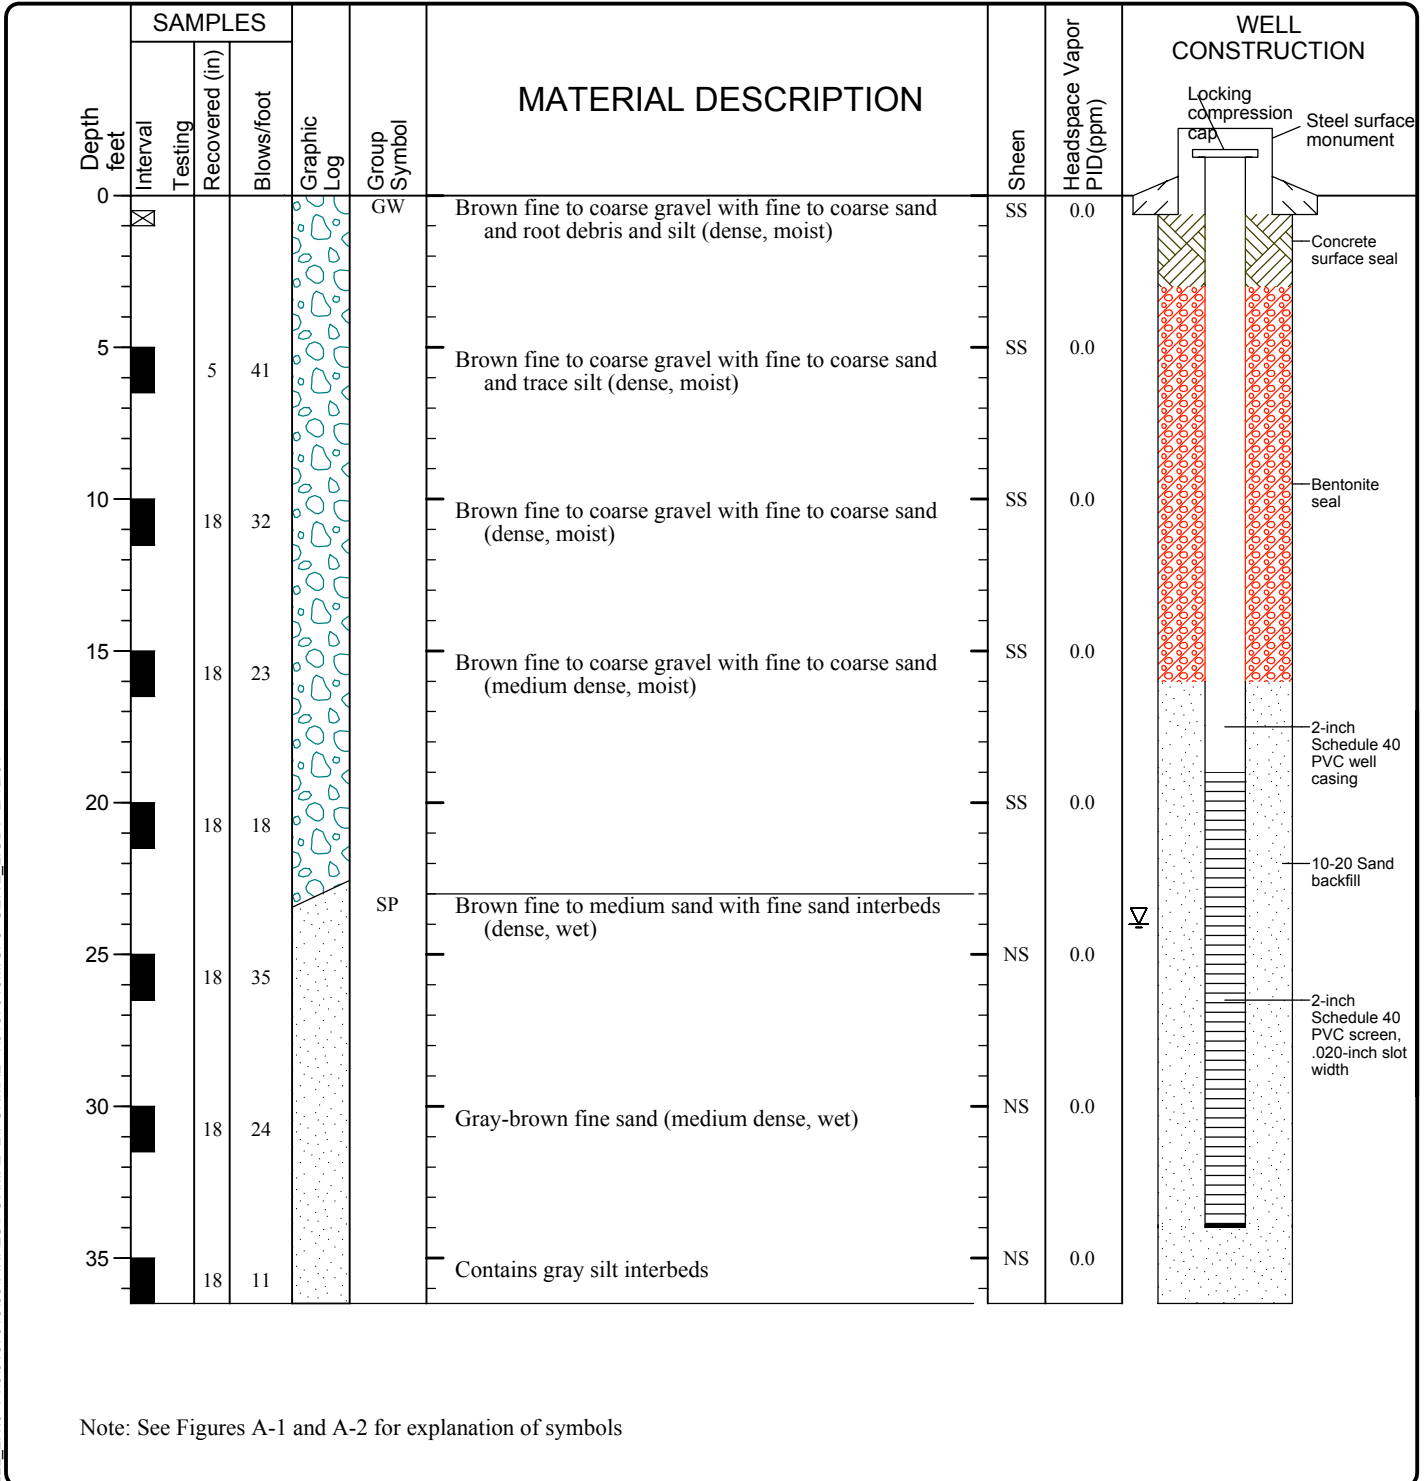 SAMPLES
Depth
feet
Interval
Testing
Recovered (in)
Blows/foot
Graphic
Log
Group
Symbol
MATERIAL DESCRIPTION
Sheen
Headspace Vapor
PID(ppm)
WELL
CONSTRUCTION
Locking
compression
cap
Steel surface
monument
0
GW
Brown fine to coarse gravel with fine to coarse sand
and root debris and silt (dense, moist)
SS
0.0
Concrete
surface seal
5
5
41
Brown fine to coarse gravel with fine to coarse sand
and trace silt (dense, moist)
SS
0.0
10
18
32
Brown fine to coarse gravel with fine to coarse sand
(dense, moist)
SS
0.0
Bentonite
seal
15
18
23
Brown fine to coarse gravel with fine to coarse sand
(medium dense, moist)
SS
0.0
2-inch
Schedule 40
PVC well
casing
20
18
18
SS
0.0
10-20 Sand
backfill
SP
Brown fine to medium sand with fine sand interbeds
(dense, wet)
25
18
35
NS
0.0
2-inch
Schedule 40
PVC screen,
.020-inch slot
width
30
18
24
Gray-brown fine sand (medium dense, wet)
NS
0.0
35
18
11
Contains gray silt interbeds
NS
0.0
Note: See Figures A-1 and A-2 for explanation of symbols